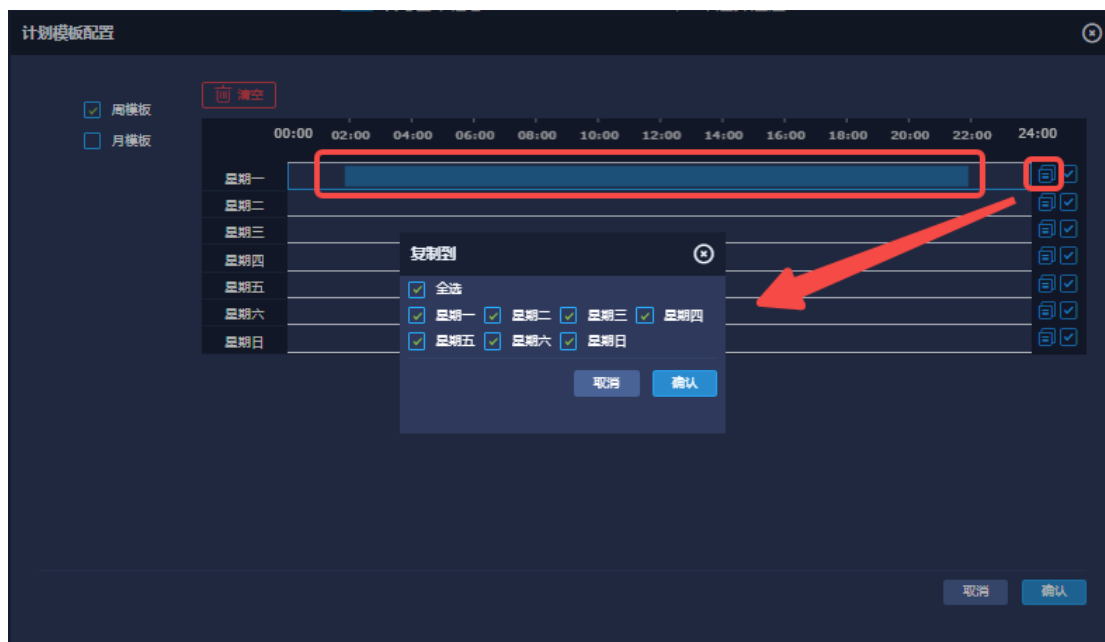 计划模板配置
清空
周模板
月模板
00:00 02:00 04:00 06:00 08:00 10:00 12:00 14:00 16:00 18:00 20:00 22:00 24:00
星期一
星期二
星期三
星期四
星期五
星期六
星期日
复制到
全选
星期一 星期二 星期三 星期四
星期五 星期六 星期日
取消 确认
取消 确认